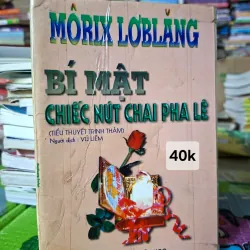 MÔRIX LƠBLĂNG
BÍ MẬT
CHIẾC NÚT CHAI PHA LÊ
(TIỂU THUYẾT TRINH THÁM)
Người dịch : VŨ LIÊM
40k